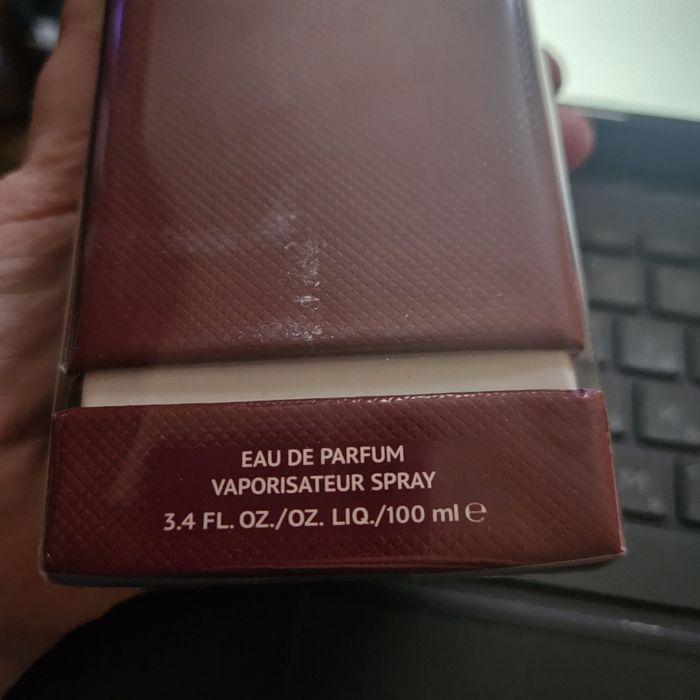 EAU DE PARFUM
VAPORISATEUR SPRAY
3.4 FL. OZ./OZ. LIQ./100 ml ℮